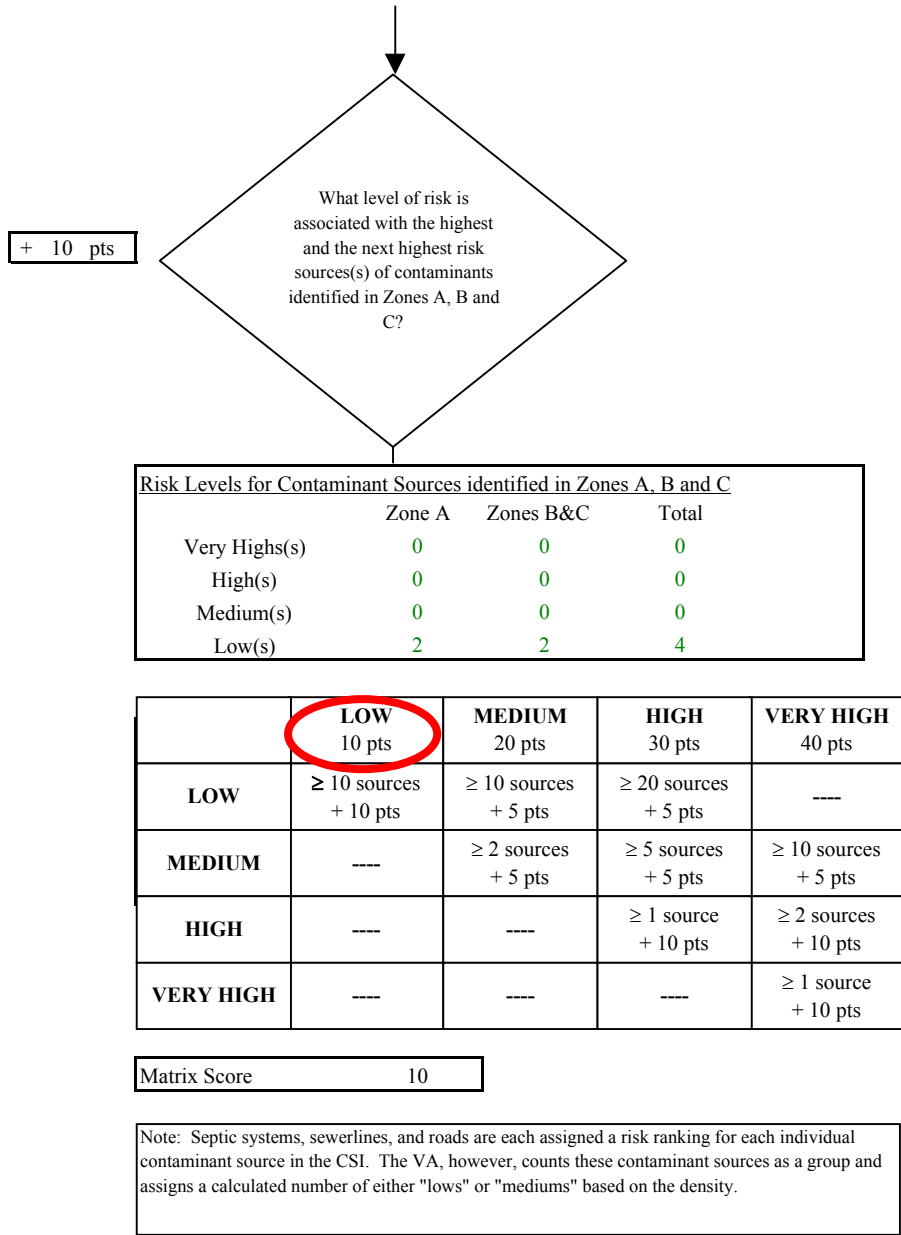 What level of risk is
associated with the highest
and the next highest risk
sources(s) of contaminants
identified in Zones A, B and
C?
+ 10 pts
Risk Levels for Contaminant Sources identified in Zones A, B and C
Zone A Zones B&C Total
Very Highs(s) 0 0 0
High(s) 0 0 0
Medium(s) 0 0 0
Low(s) 2 2 4
LOW MEDIUM HIGH VERY HIGH
10 pts 20 pts 30 pts 40 pts
LOW ≥ 10 sources ≥ 10 sources ≥ 20 sources ----
+ 10 pts + 5 pts + 5 pts
MEDIUM ---- ≥ 2 sources ≥ 5 sources ≥ 10 sources
+ 5 pts + 5 pts + 5 pts
HIGH ---- ---- ≥ 1 source ≥ 2 sources
+ 10 pts + 10 pts
VERY HIGH ---- ---- ---- ≥ 1 source
+ 10 pts
Matrix Score 10
Note: Septic systems, sewerlines, and roads are each assigned a risk ranking for each individual
contaminant source in the CSI. The VA, however, counts these contaminant sources as a group and
assigns a calculated number of either "lows" or "mediums" based on the density.